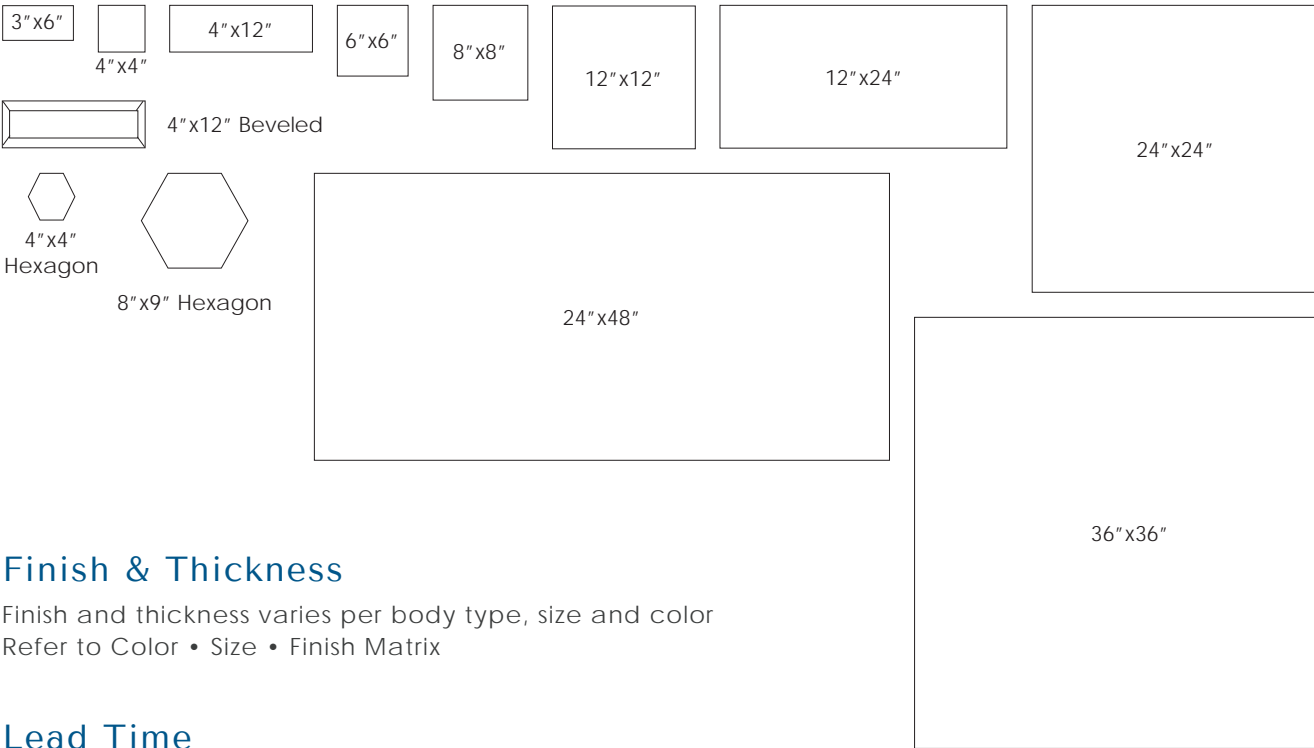 3"x6"
4"x4"
4"x12"
6"x6"
8"x8"
12"x12"
12"x24"
24"x24"
4"x12" Beveled
4"x4"
Hexagon
8"x9" Hexagon
24"x48"
36"x36"
Finish & Thickness
Finish and thickness varies per body type, size and color
Refer to Color • Size • Finish Matrix
Lead Time